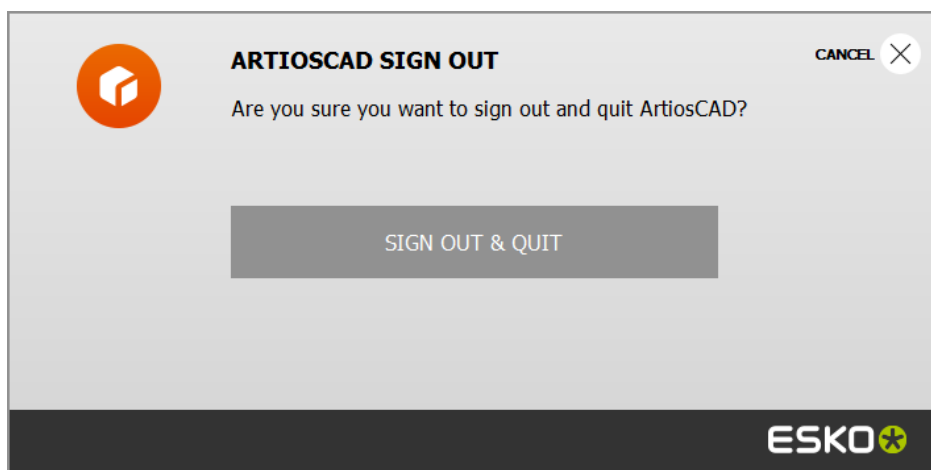 ARTIOSCAD SIGN OUT
CANCEL
Are you sure you want to sign out and quit ArtiosCAD?
SIGN OUT & QUIT
ESKO